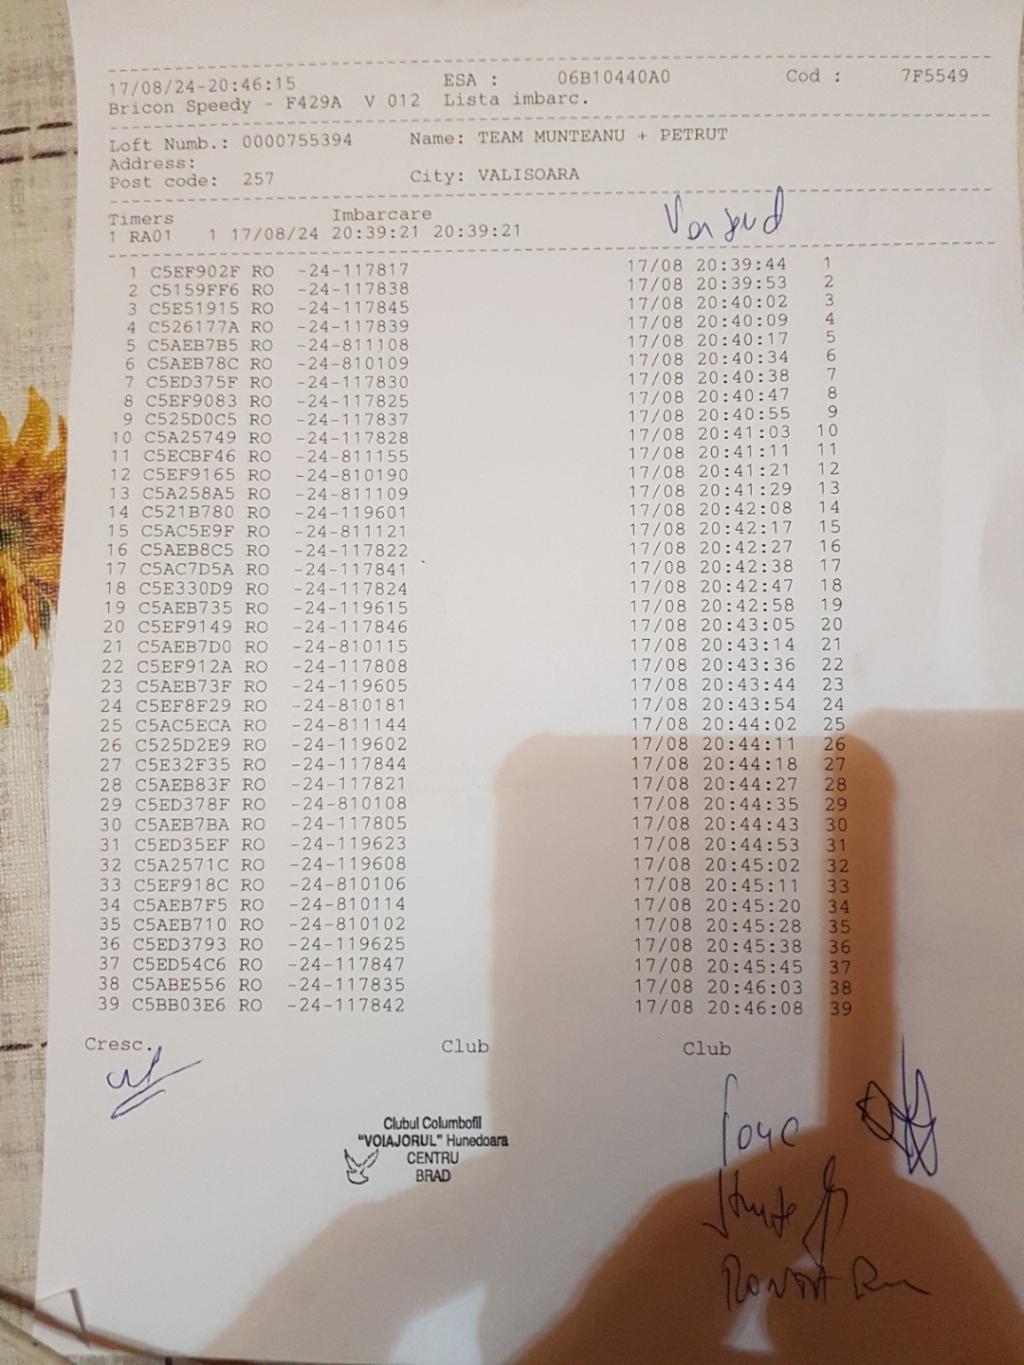 17/08/24-20:46:15 ESA : 06B10440A0 Cod : 7F5549
Bricon Speedy - F429A V 012 Lista imbarc.
Loft Numb.: 0000755394 Name: TEAM MUNTEANU + PETRUT
Address:
Post code: 257 City: VALISOARA
Timers Imbarcare
1 RA01 1 17/08/24 20:39:21 20:39:21
1 C5EF902F RO -24-117817 17/08 20:39:44 1
2 C5159FF6 RO -24-117838 17/08 20:39:53 2
3 C5E51915 RO -24-117845 17/08 20:40:02 3
4 C526177A RO -24-117839 17/08 20:40:09 4
5 C5AEB7B5 RO -24-811108 17/08 20:40:17 5
6 C5AEB78C RO -24-810109 17/08 20:40:34 6
7 C5ED375F RO -24-117830 17/08 20:40:38 7
8 C5EF9083 RO -24-117825 17/08 20:40:47 8
9 C525D0C5 RO -24-117837 17/08 20:40:55 9
10 C5A25749 RO -24-117828 17/08 20:41:03 10
11 C5ECBF46 RO -24-811155 17/08 20:41:11 11
12 C5EF9165 RO -24-810190 17/08 20:41:21 12
13 C5A258A5 RO -24-811109 17/08 20:41:29 13
14 C521B780 RO -24-119601 17/08 20:42:08 14
15 C5AC5E9F RO -24-811121 17/08 20:42:17 15
16 C5AEB8C5 RO -24-117822 17/08 20:42:27 16
17 C5AC7D5A RO -24-117841 17/08 20:42:38 17
18 C5E330D9 RO -24-117824 17/08 20:42:47 18
19 C5AEB735 RO -24-119615 17/08 20:42:58 19
20 C5EF9149 RO -24-117846 17/08 20:43:05 20
21 C5AEB7D0 RO -24-810115 17/08 20:43:14 21
22 C5EF912A RO -24-117808 17/08 20:43:36 22
23 C5AEB73F RO -24-119605 17/08 20:43:44 23
24 C5EF8F29 RO -24-810181 17/08 20:43:54 24
25 C5AC5ECA RO -24-811144 17/08 20:44:02 25
26 C525D2E9 RO -24-119602 17/08 20:44:11 26
27 C5E32F35 RO -24-117844 17/08 20:44:18 27
28 C5AEB83F RO -24-117821 17/08 20:44:27 28
29 C5ED378F RO -24-810108 17/08 20:44:35 29
30 C5AEB7BA RO -24-117805 17/08 20:44:43 30
31 C5ED35EF RO -24-119623 17/08 20:44:53 31
32 C5A2571C RO -24-119608 17/08 20:45:02 32
33 C5EF918C RO -24-810106 17/08 20:45:11 33
34 C5AEB7F5 RO -24-810114 17/08 20:45:20 34
35 C5AEB710 RO -24-810102 17/08 20:45:28 35
36 C5ED3793 RO -24-119625 17/08 20:45:38 36
37 C5ED54C6 RO -24-117847 17/08 20:45:45 37
38 C5ABE556 RO -24-117835 17/08 20:46:03 38
39 C5BB03E6 RO -24-117842 17/08 20:46:08 39
Cresc. Club Club
Clubul Columbofil
"VOIAJORUL" Hunedoara
CENTRU
BRAD